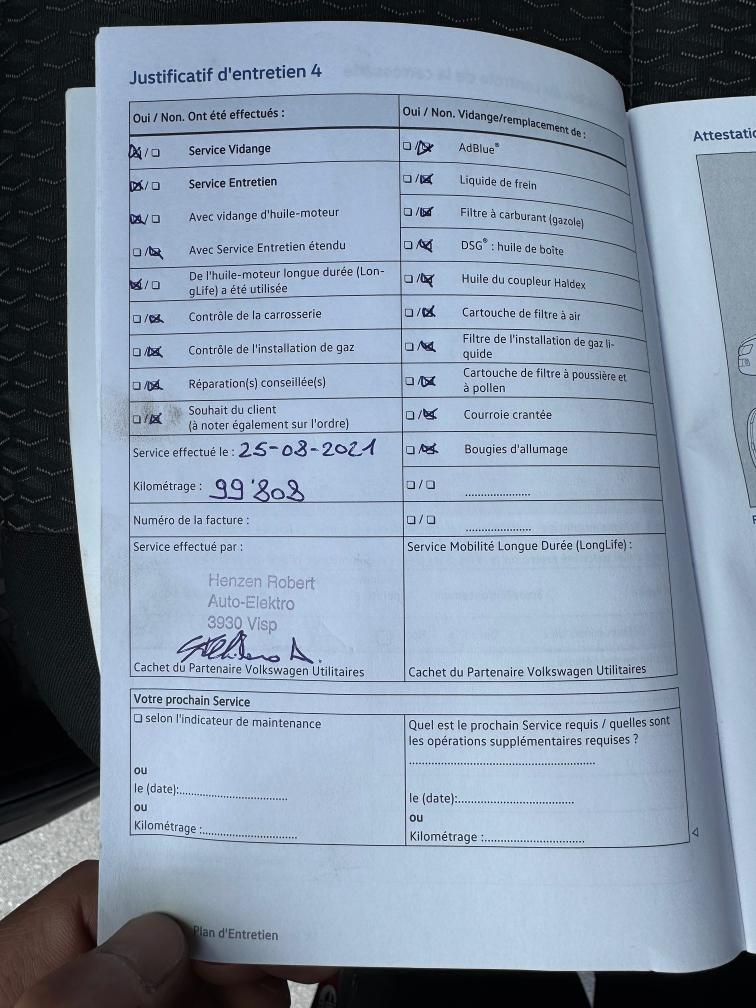 Justificatif d'entretien 4
Oui / Non. Ont été effectués :
☒/☐ Service Vidange
☒/☐ Service Entretien
☒/☐ Avec vidange d'huile-moteur
☐/☒ Avec Service Entretien étendu
☒/☐ De l'huile-moteur longue durée (Lon-
gLife) a été utilisée
☐/☒ Contrôle de la carrosserie
☐/☒ Contrôle de l'installation de gaz
☐/☒ Réparation(s) conseillée(s)
☐/☒ Souhait du client
(à noter également sur l'ordre)
Service effectué le : 25-08-2021
Kilométrage : 99'808
Numéro de la facture :
Service effectué par :
Henzen Robert
Auto-Elektro
3930 Visp
Cachet du Partenaire Volkswagen Utilitaires
Oui / Non. Vidange/remplacement de :
☐/☒ AdBlue®
☐/☒ Liquide de frein
☐/☒ Filtre à carburant (gazole)
☐/☒ DSG® : huile de boîte
☐/☒ Huile du coupleur Haldex
☐/☒ Cartouche de filtre à air
☐/☒ Filtre de l'installation de gaz li-
quide
☐/☒ Cartouche de filtre à poussière et
à pollen
☐/☒ Courroie crantée
☐/☒ Bougies d'allumage
☐/☐ .....................
☐/☐ .....................
Service Mobilité Longue Durée (LongLife) :
Cachet du Partenaire Volkswagen Utilitaires
Votre prochain Service
☐ selon l'indicateur de maintenance
ou
le (date):..................................
ou
Kilométrage :..............................
Quel est le prochain Service requis / quelles sont
les opérations supplémentaires requises ?
..........................................................
le (date):....................................
ou
Kilométrage :................................
Plan d'Entretien